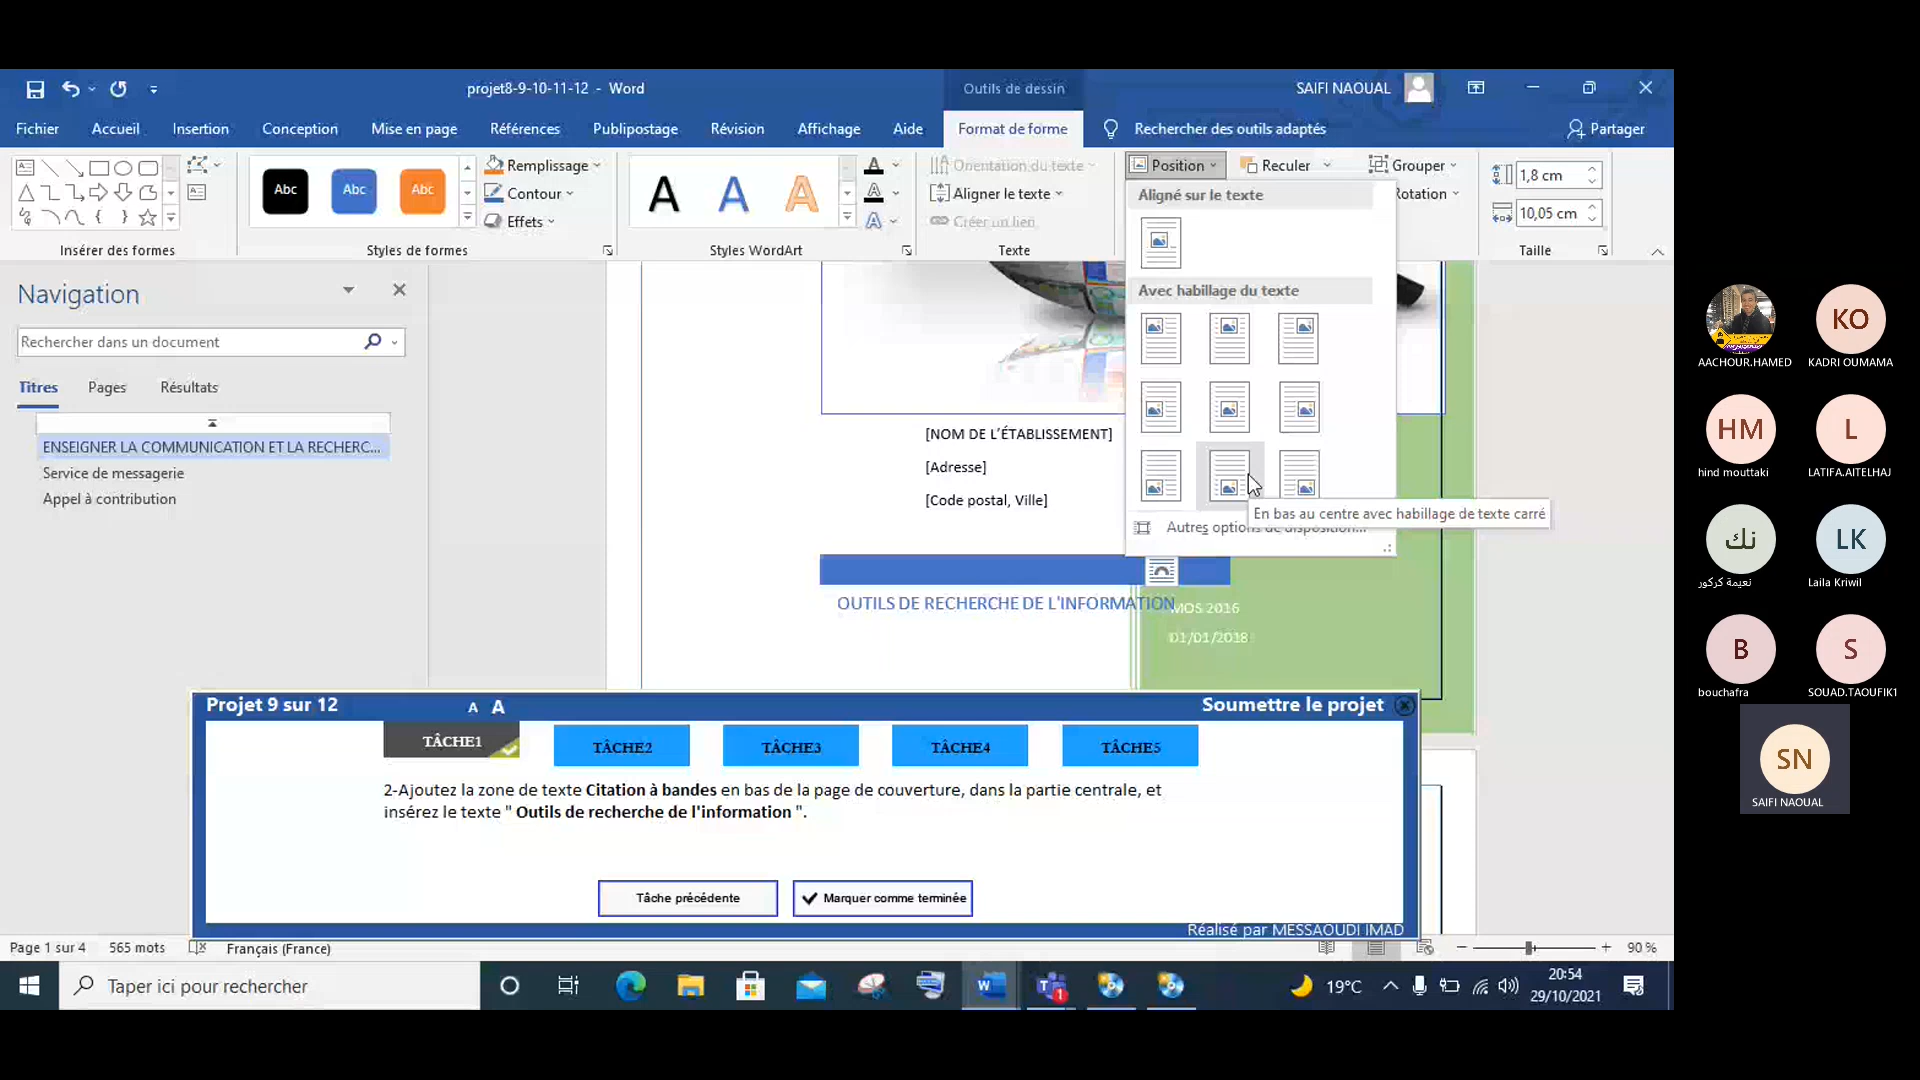 projet8-9-10-11-12 - Word
Outils de dessin
SAIFI NAOUAL
Fichier
Accueil
Insertion
Conception
Mise en page
Références
Publipostage
Révision
Affichage
Aide
Format de forme
Rechercher des outils adaptés
Partager
Abc
Abc
Abc
Remplissage
Contour
Effets
A
A
A
Orientation du texte
Aligner le texte
Créer un lien
Position
Reculer
Grouper
Rotation
1,8 cm
10,05 cm
Insérer des formes
Styles de formes
Styles WordArt
Texte
Taille
Aligné sur le texte
Avec habillage du texte
Autres options de disposition...
En bas au centre avec habillage de texte carré
Navigation
Rechercher dans un document
Titres
Pages
Résultats
ENSEIGNER LA COMMUNICATION ET LA RECHERC...
Service de messagerie
Appel à contribution
[NOM DE L'ÉTABLISSEMENT]
[Adresse]
[Code postal, Ville]
OUTILS DE RECHERCHE DE L'INFORMATION
MOS 2016
01/01/2018
Projet 9 sur 12
A A
Soumettre le projet
TÂCHE1
TÂCHE2
TÂCHE3
TÂCHE4
TÂCHE5
2-Ajoutez la zone de texte Citation à bandes en bas de la page de couverture, dans la partie centrale, et
insérez le texte " Outils de recherche de l'information ".
Tâche précédente
Marquer comme terminée
Réalisé par MESSAOUDI IMAD
Page 1 sur 4
565 mots
Français (France)
90 %
Taper ici pour rechercher
1
19°C
20:54
29/10/2021
AACHOUR.HAMED
KO
KADRI OUMAMA
HM
hind mouttaki
L
LATIFA.AITELHAJ
نك
نعيمة كركور
LK
Laila Kriwil
B
bouchafra
S
SOUAD.TAOUFIK1
SN
SAIFI NAOUAL